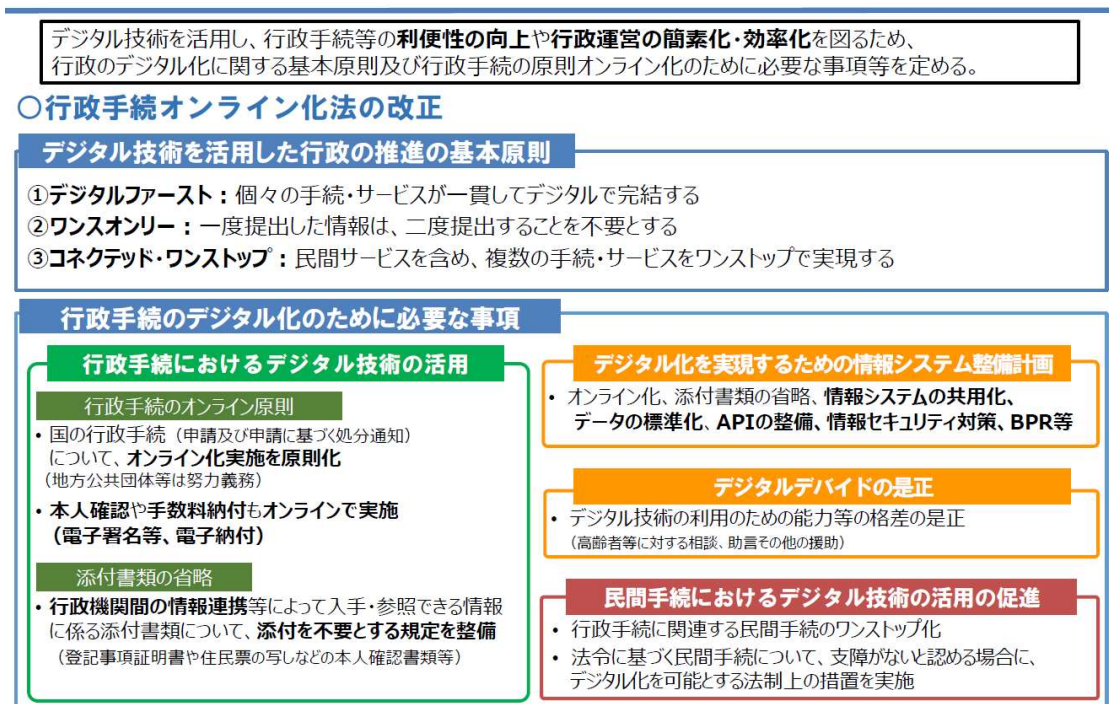 デジタル技術を活用し、行政手続等の利便性の向上や行政運営の簡素化・効率化を図るため、
行政のデジタル化に関する基本原則及び行政手続の原則オンライン化のために必要な事項等を定める。
○行政手続オンライン化法の改正
デジタル技術を活用した行政の推進の基本原則
①デジタルファースト：個々の手続・サービスが一貫してデジタルで完結する
②ワンスオンリー：一度提出した情報は、二度提出することを不要とする
③コネクテッド・ワンストップ：民間サービスを含め、複数の手続・サービスをワンストップで実現する
行政手続のデジタル化のために必要な事項
行政手続におけるデジタル技術の活用
行政手続のオンライン原則
・国の行政手続（申請及び申請に基づく処分通知）
について、オンライン化実施を原則化
（地方公共団体等は努力義務）
・本人確認や手数料納付もオンラインで実施
（電子署名等、電子納付）
添付書類の省略
・行政機関間の情報連携等によって入手・参照できる情報
に係る添付書類について、添付を不要とする規定を整備
（登記事項証明書や住民票の写しなどの本人確認書類等）
デジタル化を実現するための情報システム整備計画
・オンライン化、添付書類の省略、情報システムの共用化、
データの標準化、APIの整備、情報セキュリティ対策、BPR等
デジタルデバイドの是正
・デジタル技術の利用のための能力等の格差の是正
（高齢者等に対する相談、助言その他の援助）
民間手続におけるデジタル技術の活用の促進
・行政手続に関連する民間手続のワンストップ化
・法令に基づく民間手続について、支障がないと認める場合に、
デジタル化を可能とする法制上の措置を実施